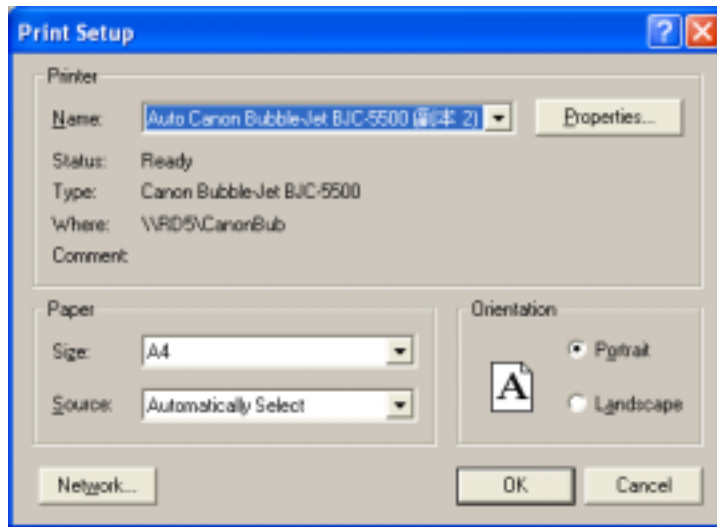 Print Setup
Printer
Name: Auto Canon Bubble-Jet BJC-5500 (副本 2) Properties...
Status: Ready
Type: Canon Bubble-Jet BJC-5500
Where: \\RD5\CanonBub
Comment:
Paper
Size: A4
Source: Automatically Select
Orientation
A
Portrait
Landscape
Network...
OK
Cancel